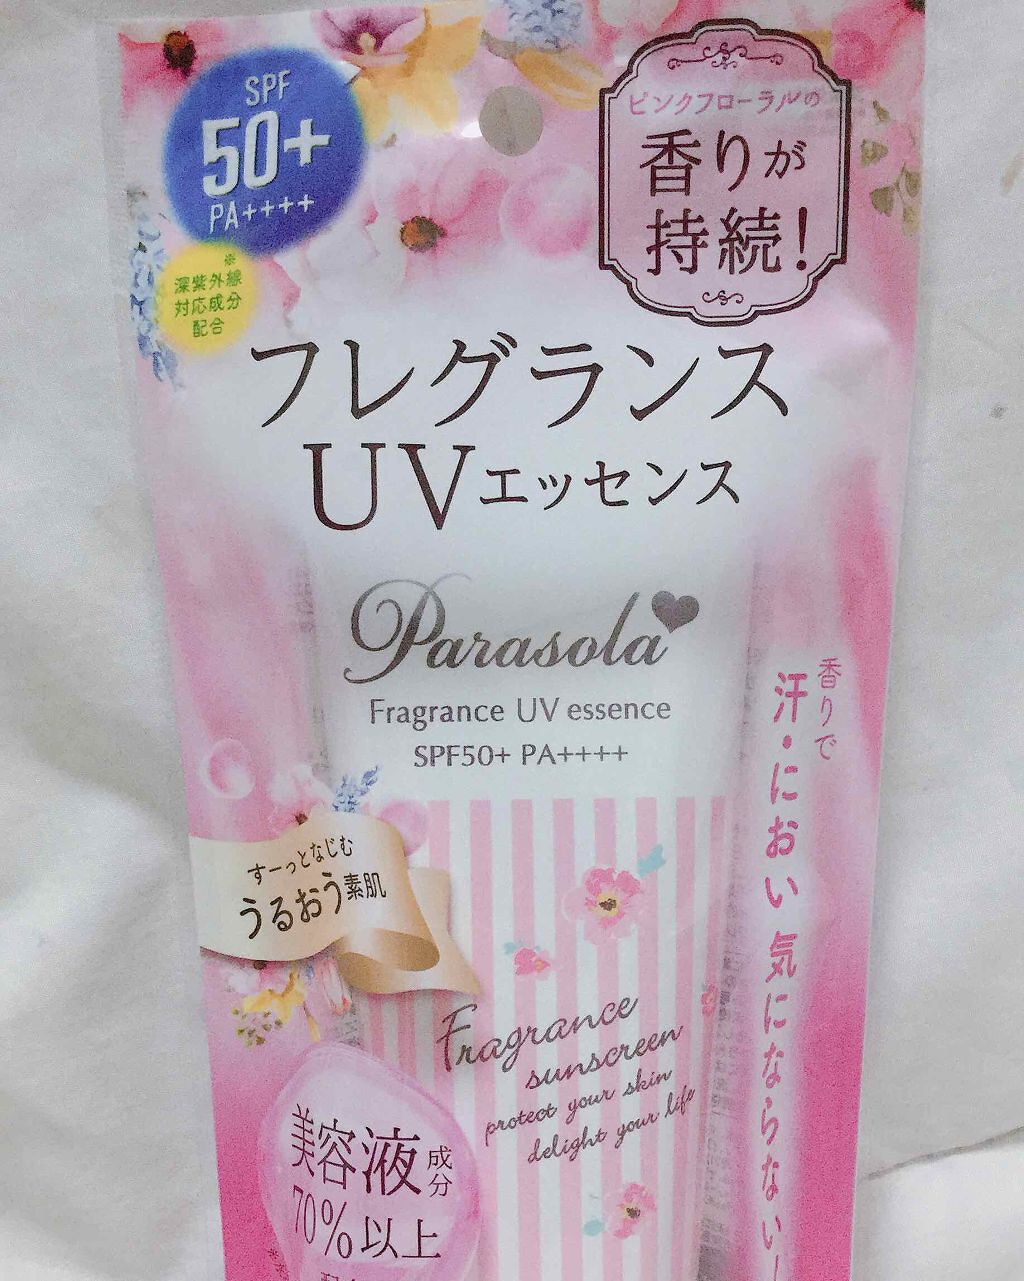 SPF
50+
PA++++
※
深紫外線
対応成分
配合
ピンクフローラルの
香りが
持続!
フレグランス
UVエッセンス
Parasola
Fragrance UV essence
SPF50+ PA++++
香りで
汗・におい 気にならない!
すーっとなじむ
うるおう素肌
Fragrance
sunscreen
protect your skin
delight your life
美容液成分
70%以上